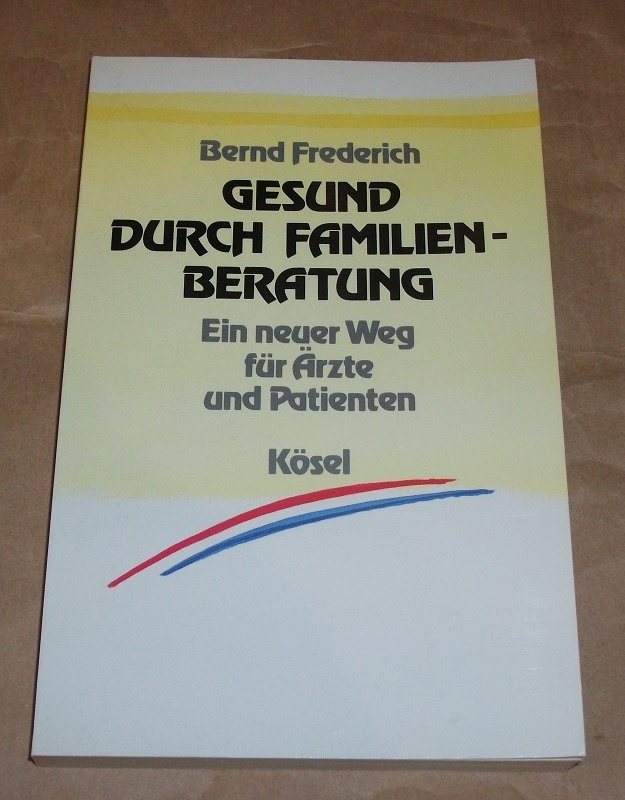 Bernd Frederich
GESUND
DURCH FAMILIEN-
BERATUNG
Ein neuer Weg
für Ärzte
und Patienten
Kösel